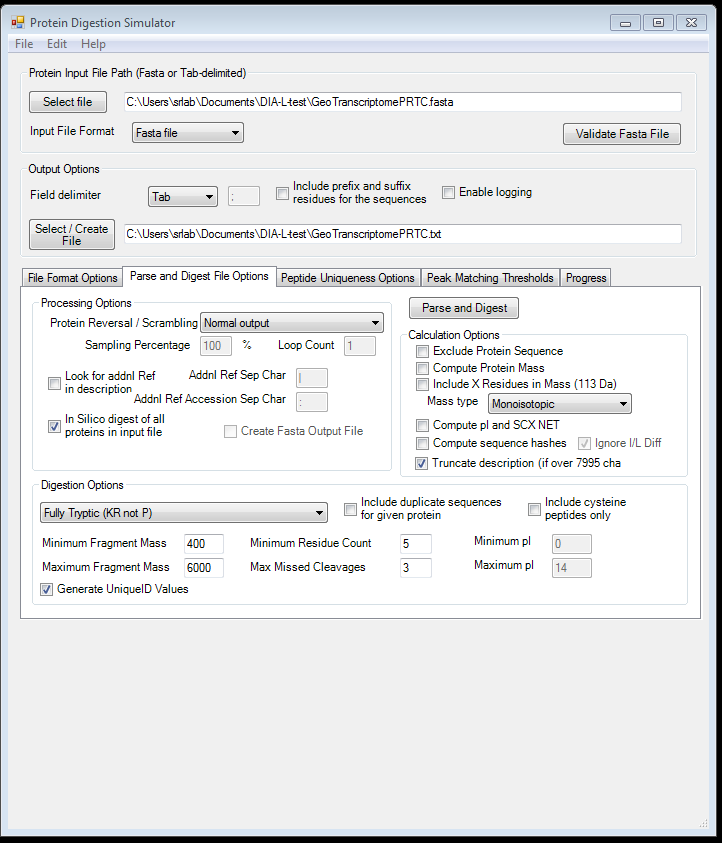 Protein Digestion Simulator
File Edit Help
Protein Input File Path (Fasta or Tab-delimited)
Select file
C:\Users\srlab\Documents\DIA-L-test\GeoTranscriptomePRTC.fasta
Input File Format
Fasta file
Validate Fasta File
Output Options
Field delimiter
Tab
;
Include prefix and suffix
residues for the sequences
Enable logging
Select / Create
File
C:\Users\srlab\Documents\DIA-L-test\GeoTranscriptomePRTC.txt
File Format Options
Parse and Digest File Options
Peptide Uniqueness Options
Peak Matching Thresholds
Progress
Processing Options
Protein Reversal / Scrambling
Normal output
Sampling Percentage
100
%
Loop Count
1
Look for addnl Ref
in description
Addnl Ref Sep Char
|
Addnl Ref Accession Sep Char
:
In Silico digest of all
proteins in input file
Create Fasta Output File
Parse and Digest
Calculation Options
Exclude Protein Sequence
Compute Protein Mass
Include X Residues in Mass (113 Da)
Mass type
Monoisotopic
Compute pI and SCX NET
Compute sequence hashes
Ignore I/L Diff
Truncate description (if over 7995 cha
Digestion Options
Fully Tryptic (KR not P)
Include duplicate sequences
for given protein
Include cysteine
peptides only
Minimum Fragment Mass
400
Minimum Residue Count
5
Minimum pI
0
Maximum Fragment Mass
6000
Max Missed Cleavages
3
Maximum pI
14
Generate UniqueID Values